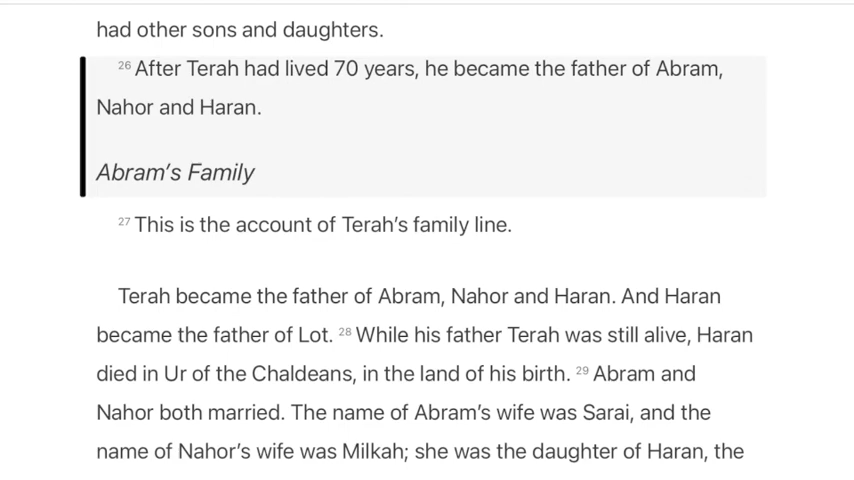 had other sons and daughters.
26 After Terah had lived 70 years, he became the father of Abram,
Nahor and Haran.
Abram’s Family
27 This is the account of Terah’s family line.
Terah became the father of Abram, Nahor and Haran. And Haran
became the father of Lot. 28 While his father Terah was still alive, Haran
died in Ur of the Chaldeans, in the land of his birth. 29 Abram and
Nahor both married. The name of Abram’s wife was Sarai, and the
name of Nahor’s wife was Milkah; she was the daughter of Haran, the